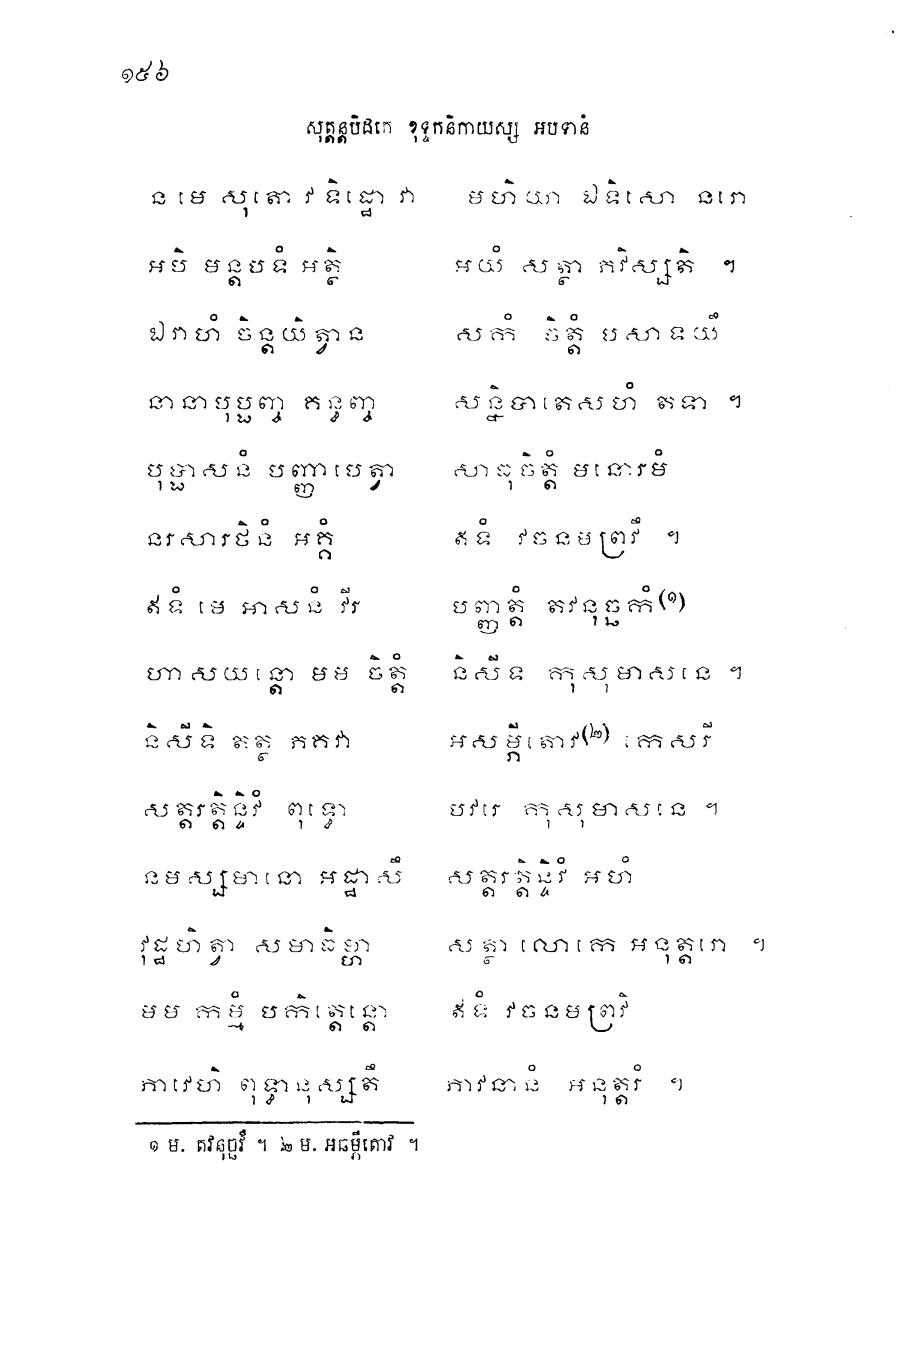 ១៥៦
សុត្តន្តបិដកេ ខុទ្ទកនិកាយស្ស អបទានំ
ន មេ សុតោ វ ទិដ្ឋោ វា មហិយា ឯទិសោ នរោ
អបិ មន្តបទំ អត្ថិ អយំ សត្ថា ភវិស្សតិ ។
ឯវាហំ ចិន្តយិត្វាន សកំ ចិត្តំ បសាទយឹ
នានាបុប្ផញ្ច គន្ធញ្ច សន្និបាតេសហំ តទា ។
បុប្ផាសនំ បញ្ញាបេត្វា សាធុចិត្តំ មនោរមំ
នរសារថិនំ អគ្គំ ឥទំ វចនមព្រវឹ ។
ឥទំ មេ អាសនំ វីរ បញ្ញត្តំ តវនុច្ឆកំ(១)
ហាសយន្តោ មម ចិត្តំ និសីទ កុសុមាសនេ ។
និសីទិ តត្ថ ភគវា អសម្ភីតោវ(២) កេសរី
សត្តរត្តិន្ទិវំ ពុទ្ធោ បវរេ កុសុមាសនេ ។
នមស្សមានោ អដ្ឋាសឹ សត្តរត្តិន្ទិវំ អហំ
វុដ្ឋហិត្វា សមាធិម្ហា សត្ថា លោកេ អនុត្តរោ ។
មម កម្មំ បកិត្តេន្តោ ឥទំ វចនមព្រវិ
ភាវេហិ ពុទ្ធានុស្សតឹ ភាវនានំ អនុត្តរំ ។
១ ម. តវនុច្ឆវឹ ។ ២ ម. អឆម្ភីតោវ ។